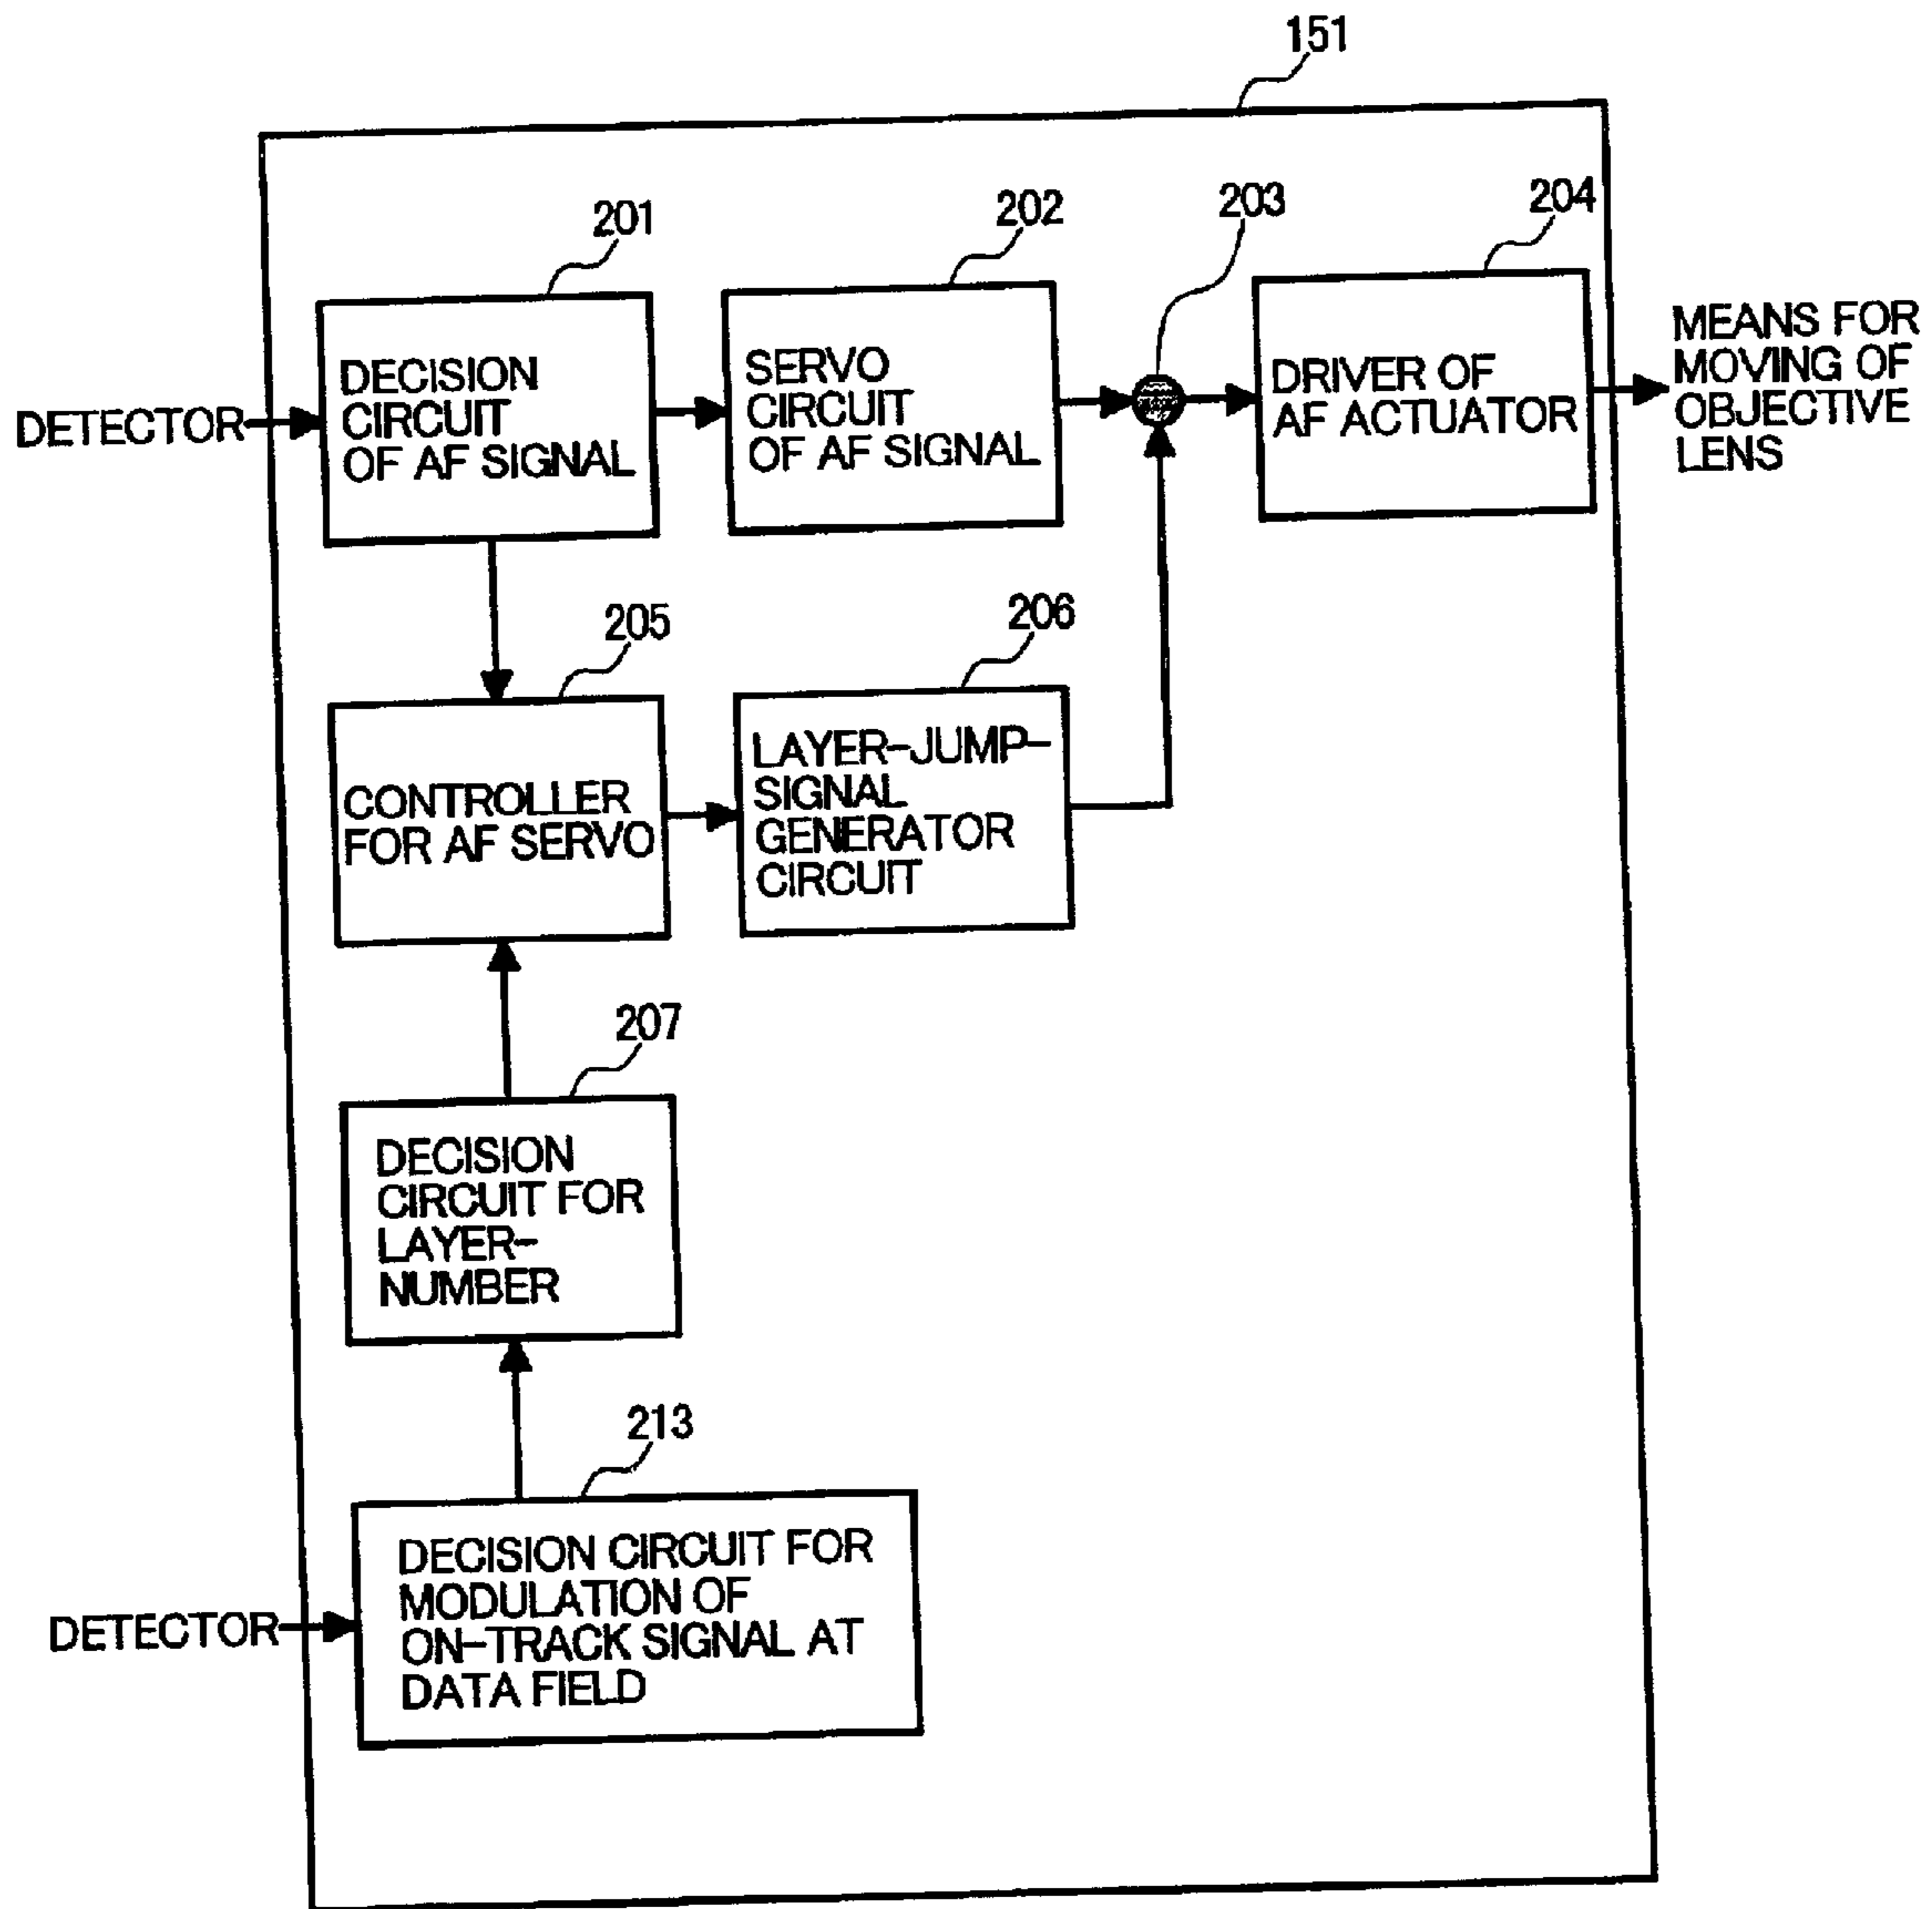 151
201
202
203
204
DETECTOR
DECISION
CIRCUIT
OF AF SIGNAL
SERVO
CIRCUIT
OF AF SIGNAL
DRIVER OF
AF ACTUATOR
MEANS FOR
MOVING OF
OBJECTIVE
LENS
205
206
CONTROLLER
FOR AF SERVO
LAYER-JUMP-
SIGNAL
GENERATOR
CIRCUIT
207
DECISION
CIRCUIT FOR
LAYER-
NUMBER
213
DETECTOR
DECISION CIRCUIT FOR
MODULATION OF
ON-TRACK SIGNAL AT
DATA FIELD